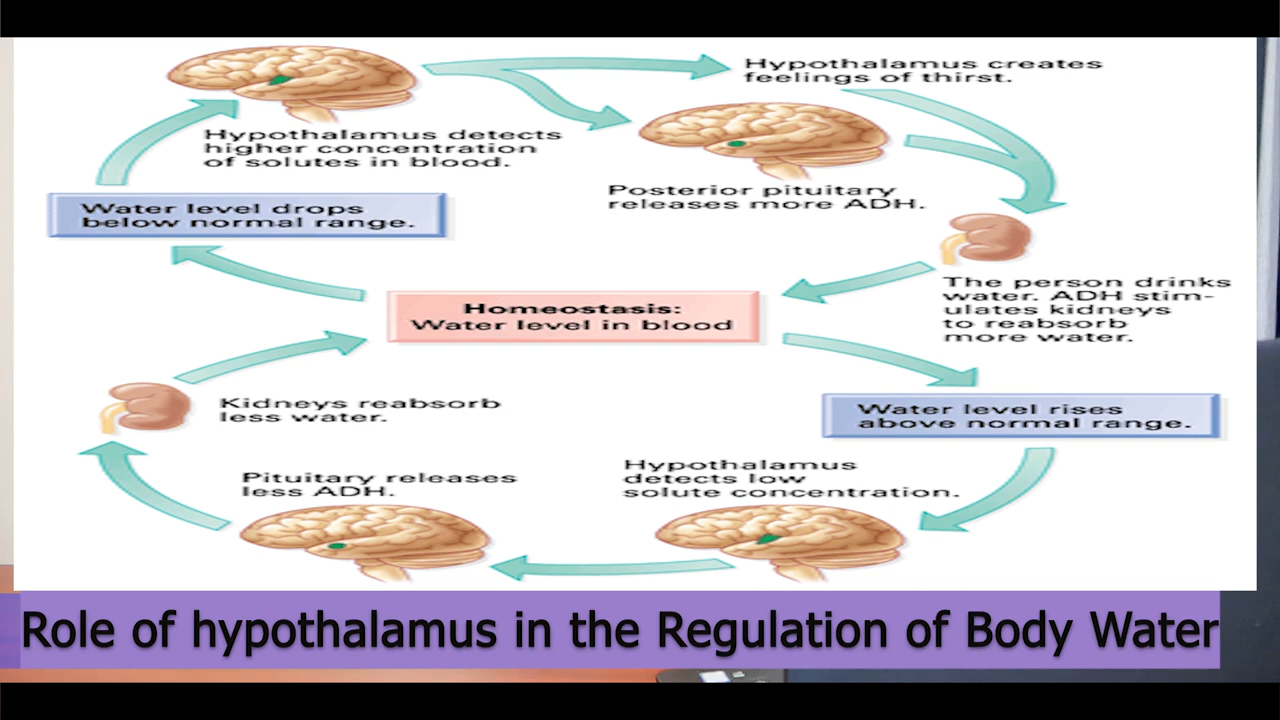 Hypothalamus creates
feelings of thirst.
Hypothalamus detects
higher concentration
of solutes in blood.
Posterior pituitary
releases more ADH.
Water level drops
below normal range.
The person drinks
water. ADH stim-
ulates kidneys
to reabsorb
more water.
Homeostasis:
Water level in blood
Kidneys reabsorb
less water.
Water level rises
above normal range.
Hypothalamus
detects low
solute concentration.
Pituitary releases
less ADH.
Role of hypothalamus in the Regulation of Body Water